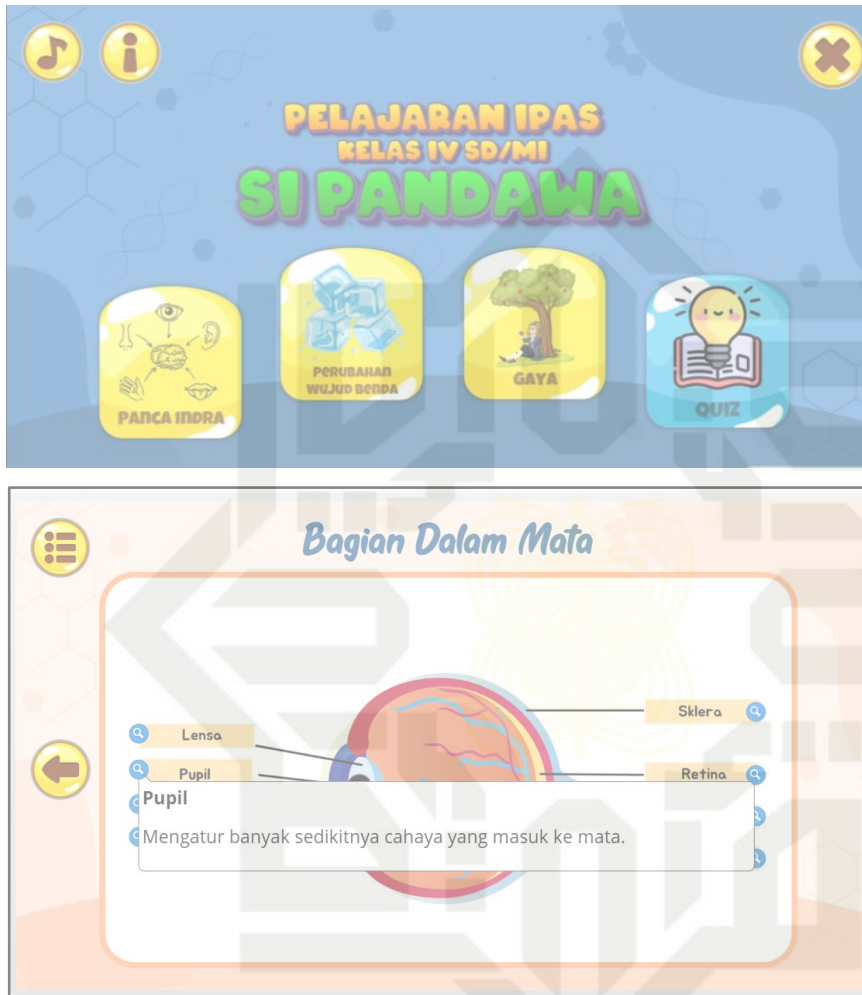 PELAJARAN IPAS
KELAS IV SD/MI
SI PANDAWA
PANCA INDRA
PERUBAHAN
WUJUD BENDA
GAYA
QUIZ
Bagian Dalam Mata
Sklera
Lensa
Pupil
Retina
Pupil
Mengatur banyak sedikitnya cahaya yang masuk ke mata.